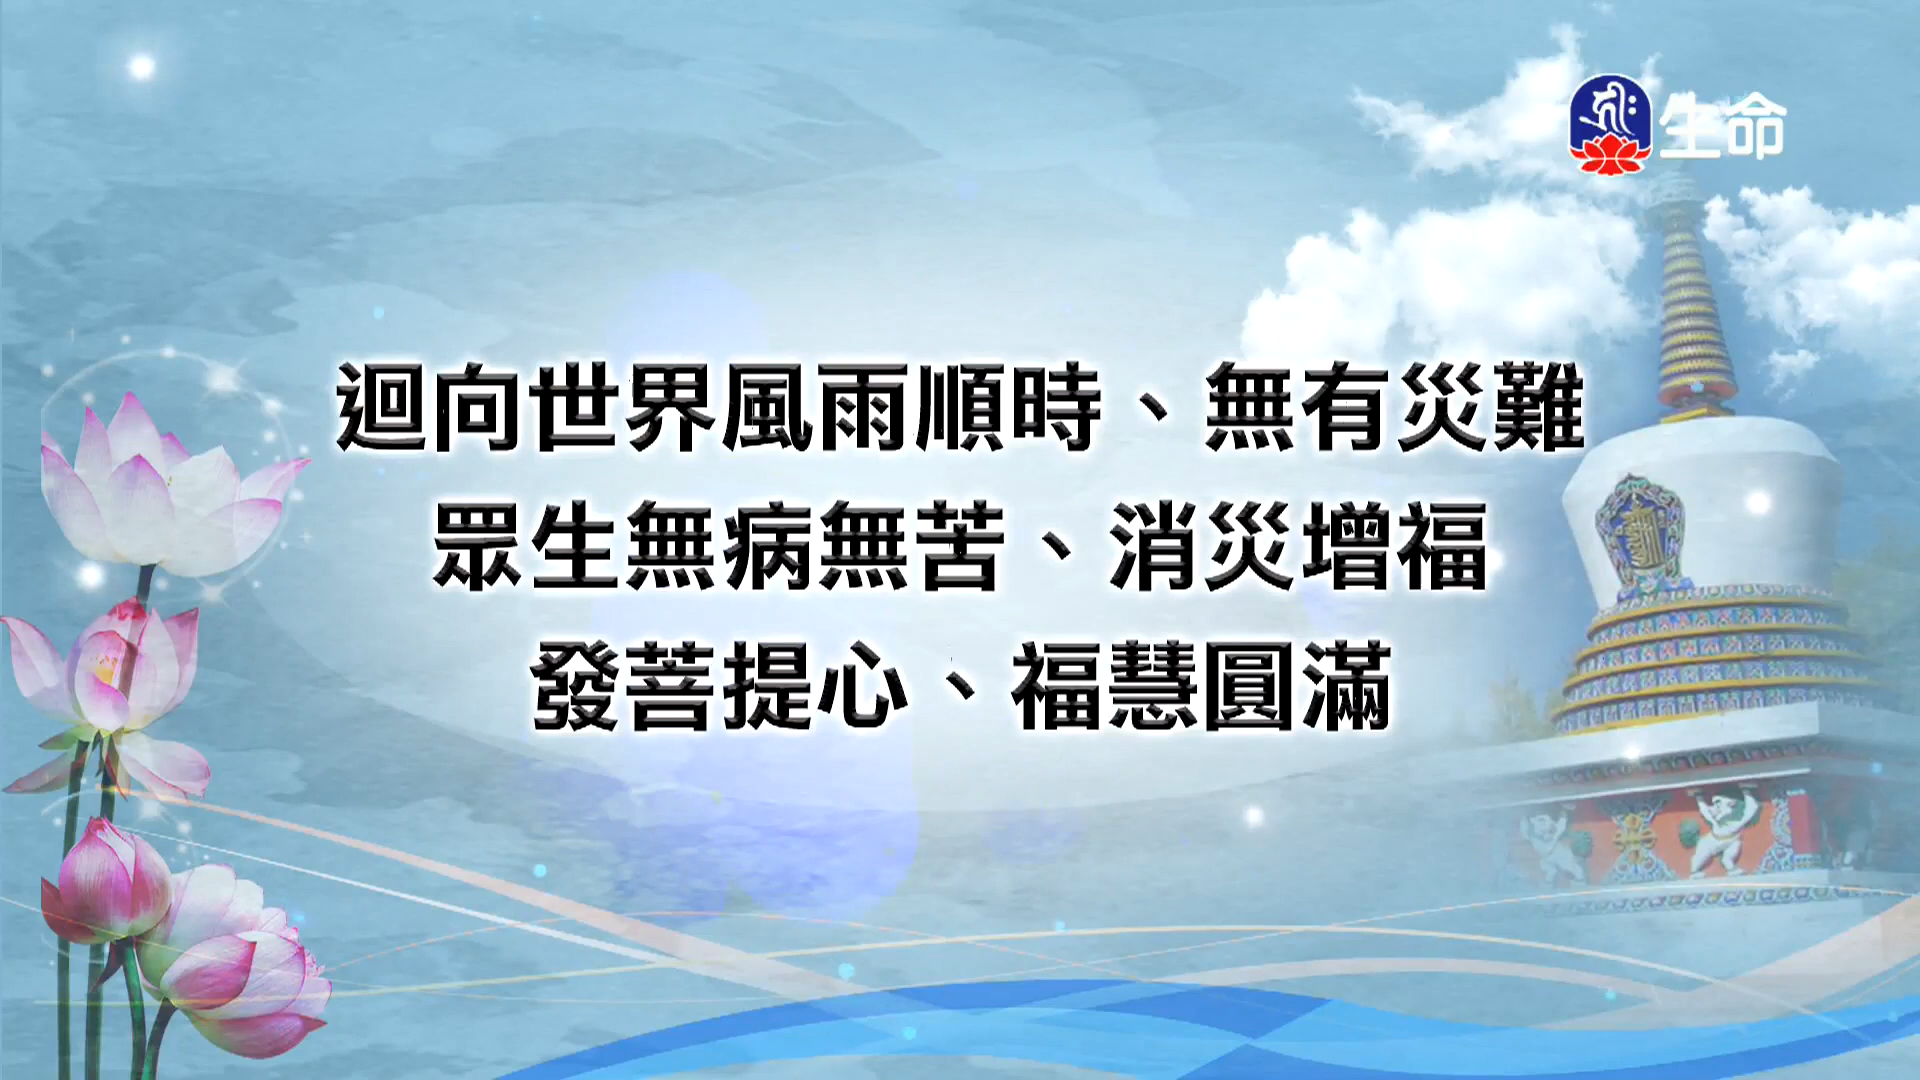 生命
迴向世界風雨順時、無有災難
眾生無病無苦、消災增福
發菩提心、福慧圓滿